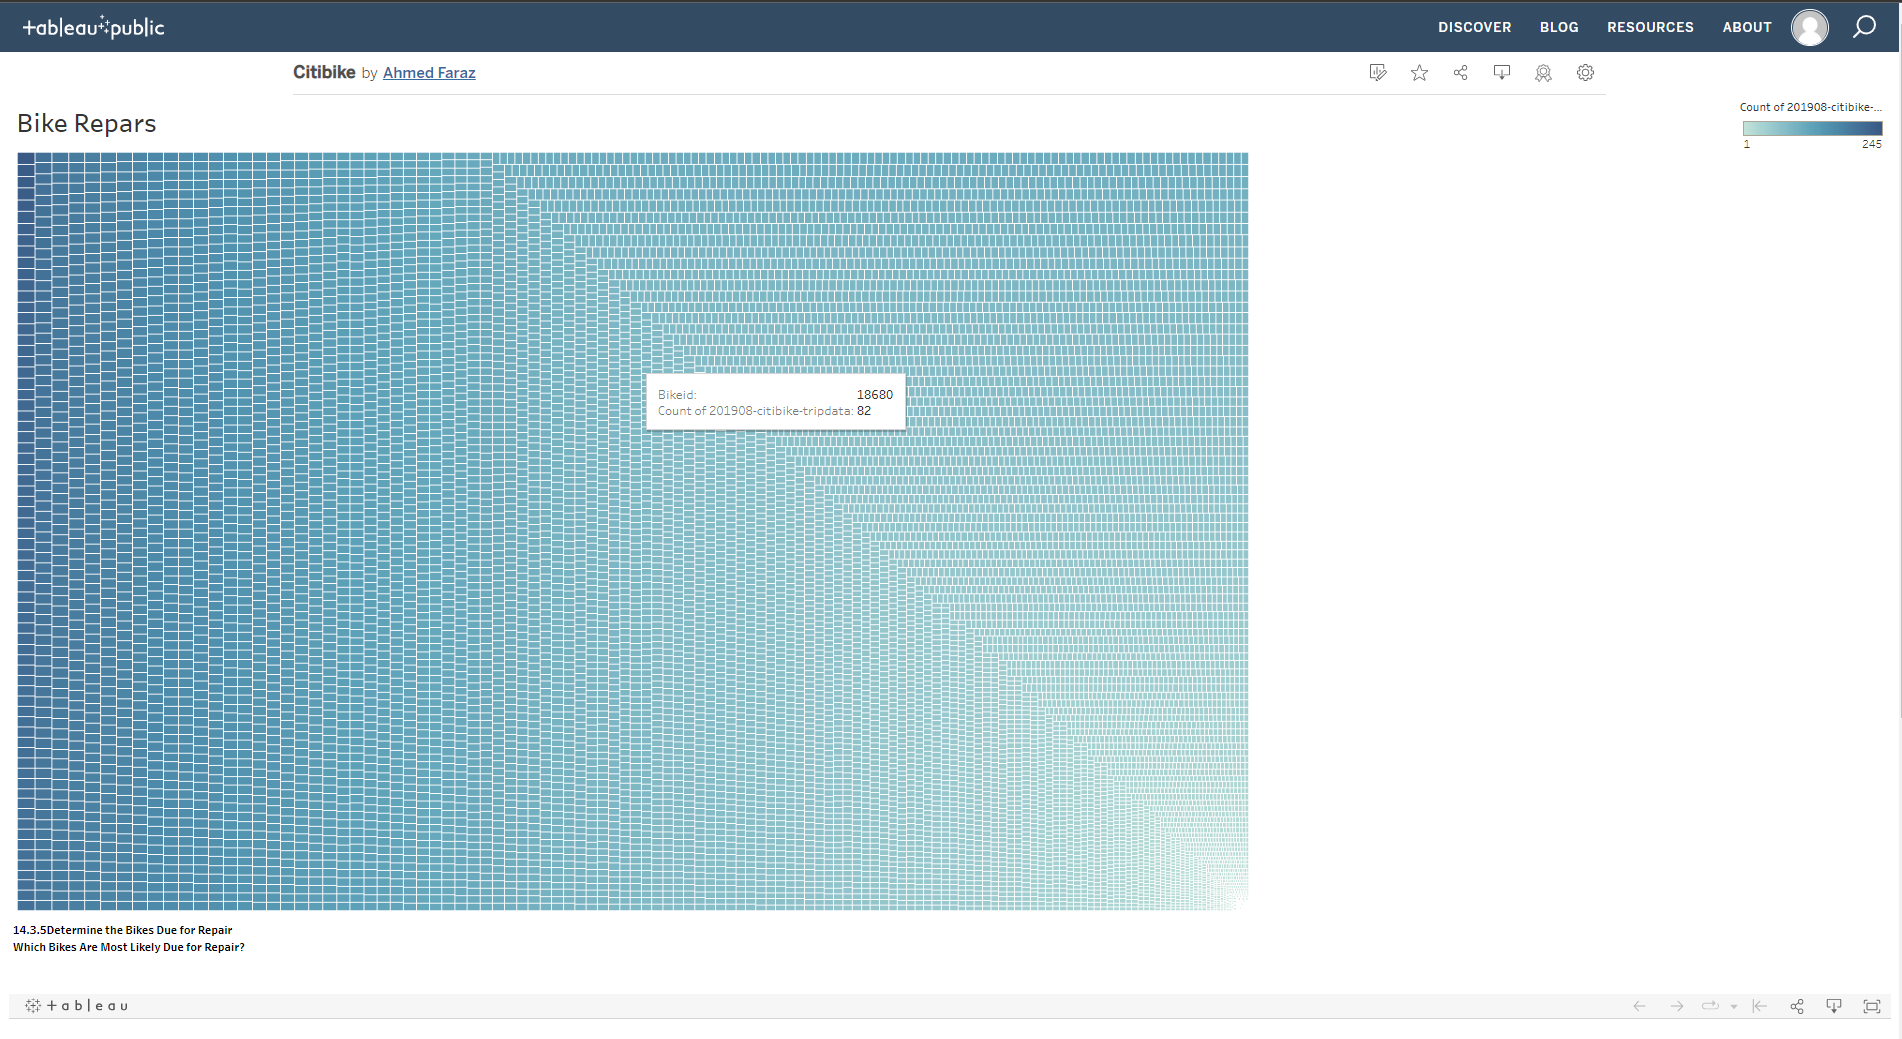 +ableau public
DISCOVER BLOG RESOURCES ABOUT
Citibike by Ahmed Faraz
Count of 201908-citibike-...
1 245
Bike Repars
Bikeid: 18680
Count of 201908-citibike-tripdata: 82
14.3.5Determine the Bikes Due for Repair
Which Bikes Are Most Likely Due for Repair?
+ableau